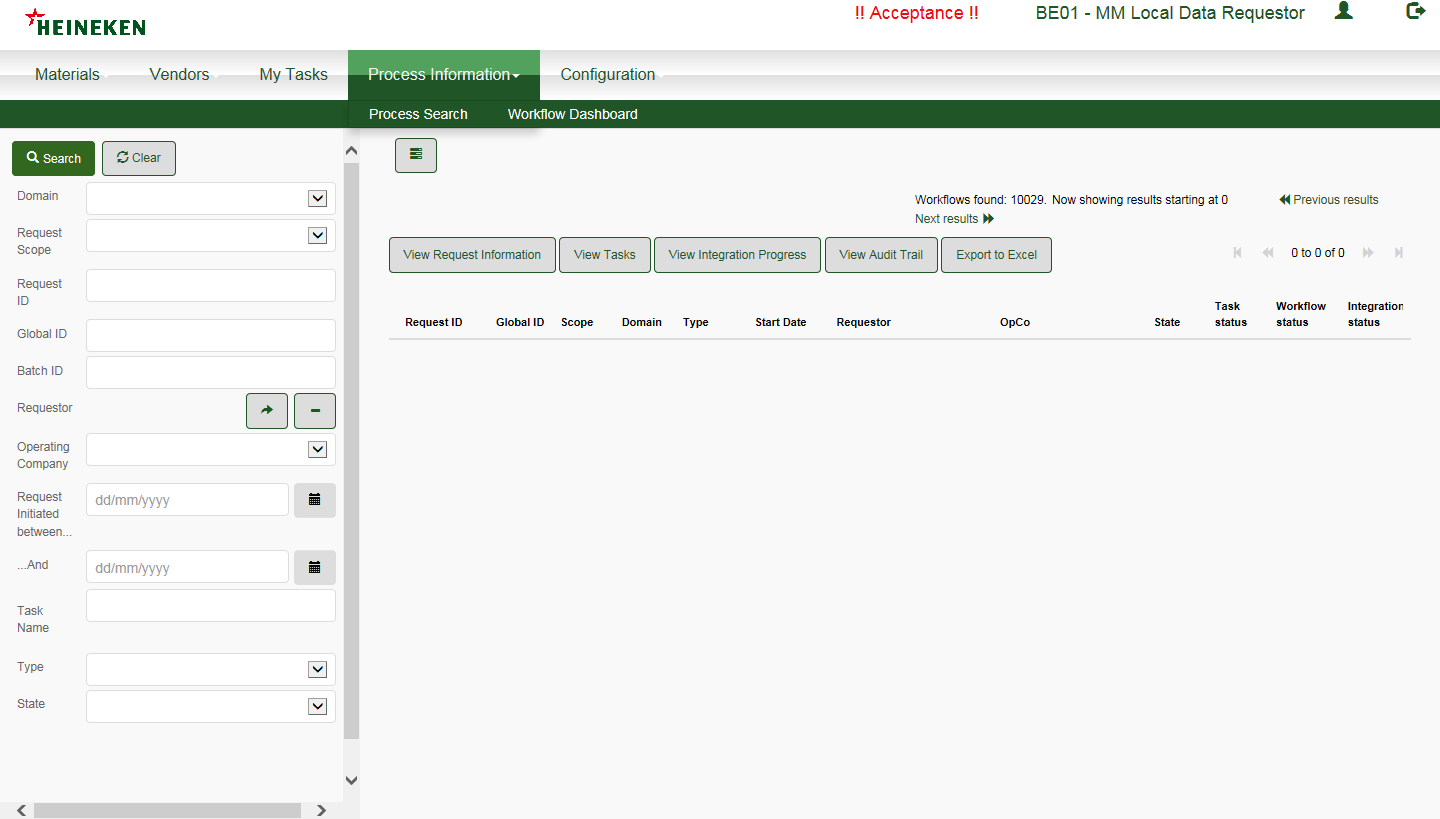 HEINEKEN
!! Acceptance !!
BE01 - MM Local Data Requestor
Materials
Vendors
My Tasks
Process Information
Configuration
Process Search
Workflow Dashboard
Search
Clear
Domain
Request
Scope
Request
ID
Global ID
Batch ID
Requestor
Operating
Company
Request
Initiated
between...
dd/mm/yyyy
...And
dd/mm/yyyy
Task
Name
Type
State
Workflows found: 10029. Now showing results starting at 0
Previous results
Next results
View Request Information
View Tasks
View Integration Progress
View Audit Trail
Export to Excel
0 to 0 of 0
Request ID
Global ID
Scope
Domain
Type
Start Date
Requestor
OpCo
State
Task
status
Workflow
status
Integration
status